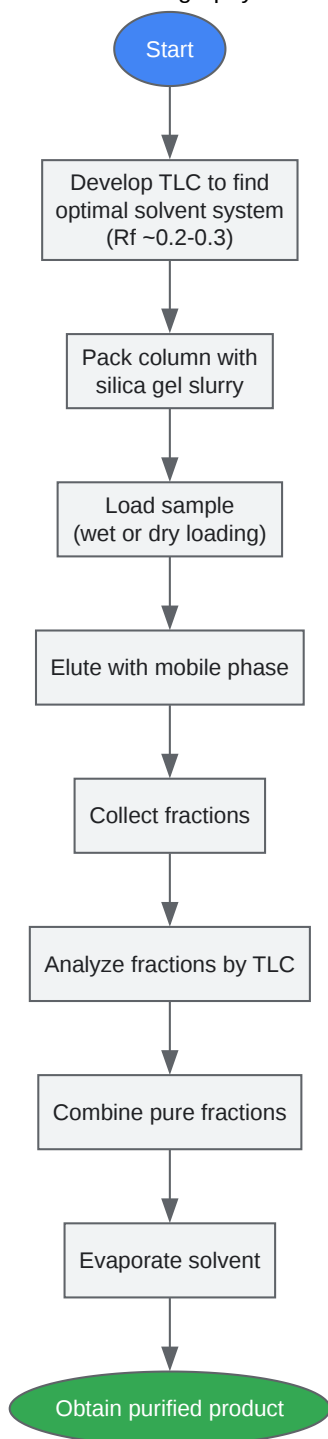 Start
Develop TLC to find
optimal solvent system
(Rf ~0.2-0.3)
Pack column with
silica gel slurry
Load sample
(wet or dry loading)
Elute with mobile phase
Collect fractions
Analyze fractions by TLC
Combine pure fractions
Evaporate solvent
Obtain purified product